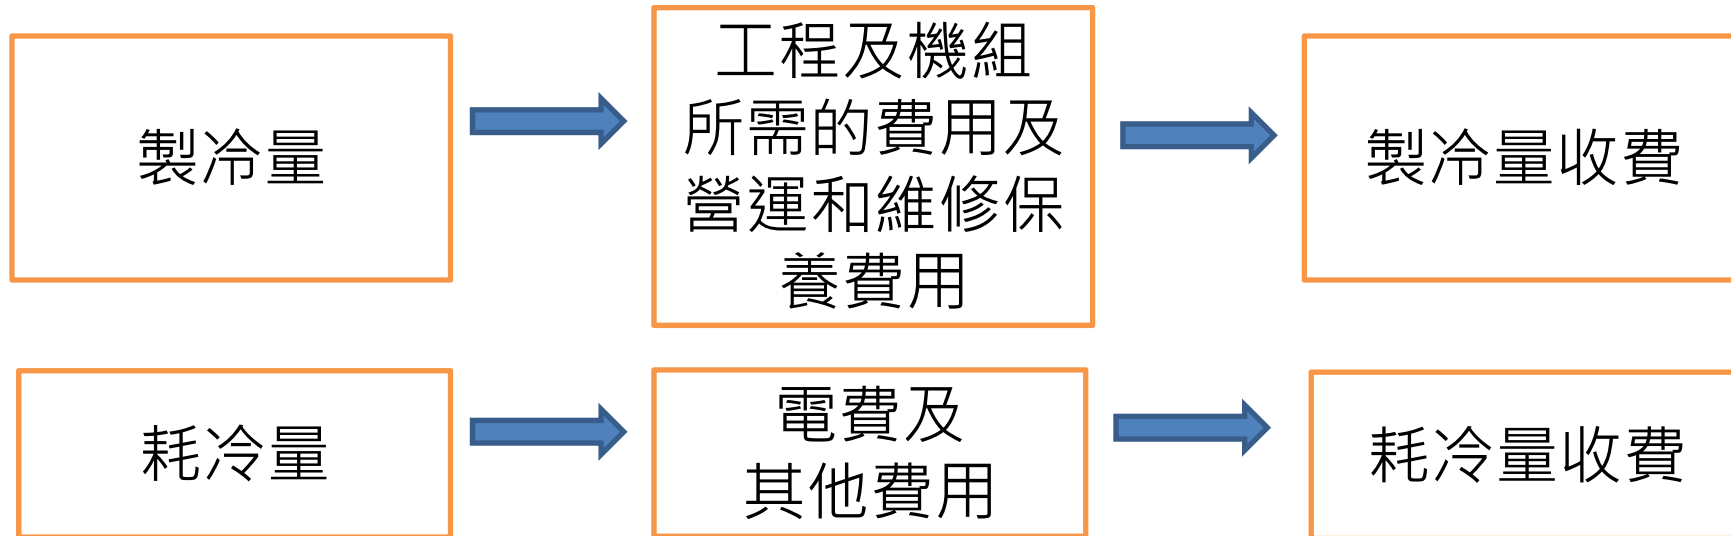 製冷量
工程及機組
所需的費用及
營運和維修保
養費用
製冷量收費
耗冷量
電費及
其他費用
耗冷量收費